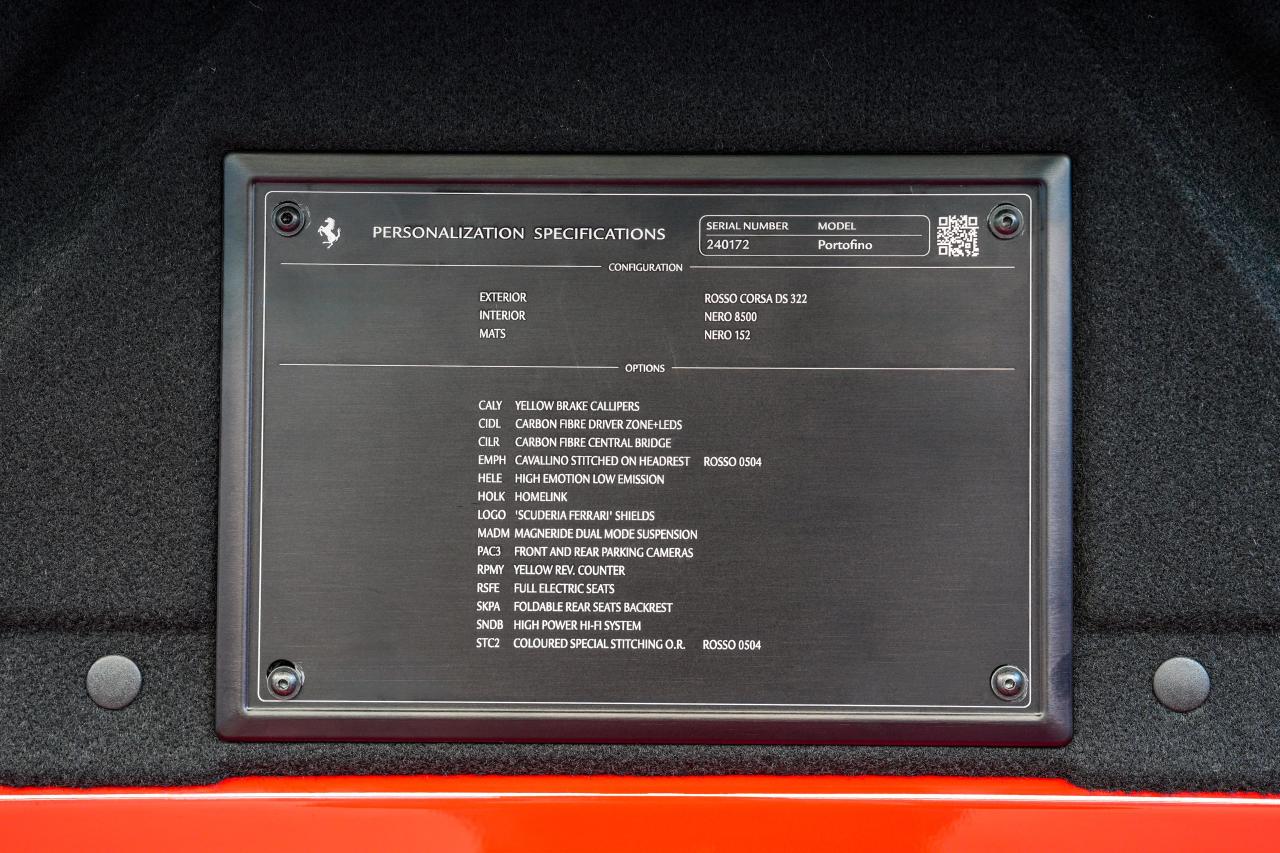 PERSONALIZATION SPECIFICATIONS
SERIAL NUMBER MODEL
240172 Portofino
CONFIGURATION
EXTERIOR ROSSO CORSA DS 322
INTERIOR NERO 8500
MATS NERO 152
OPTIONS
CALY YELLOW BRAKE CALLIPERS
CIDL CARBON FIBRE DRIVER ZONE+LEDS
CILR CARBON FIBRE CENTRAL BRIDGE
EMPH CAVALLINO STITCHED ON HEADREST ROSSO 0504
HELE HIGH EMOTION LOW EMISSION
HOLK HOMELINK
LOGO 'SCUDERIA FERRARI' SHIELDS
MADM MAGNERIDE DUAL MODE SUSPENSION
PAC3 FRONT AND REAR PARKING CAMERAS
RPMY YELLOW REV. COUNTER
RSFE FULL ELECTRIC SEATS
SKPA FOLDABLE REAR SEATS BACKREST
SNDB HIGH POWER HI-FI SYSTEM
STC2 COLOURED SPECIAL STITCHING O.R. ROSSO 0504